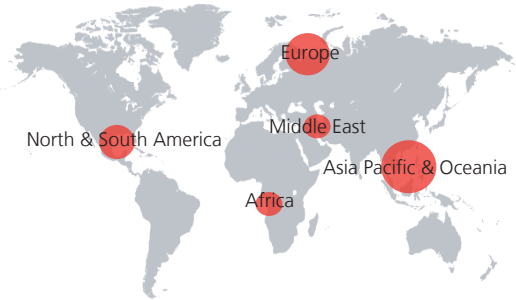 Europe
Middle East
North & South America
Asia Pacific & Oceania
Africa